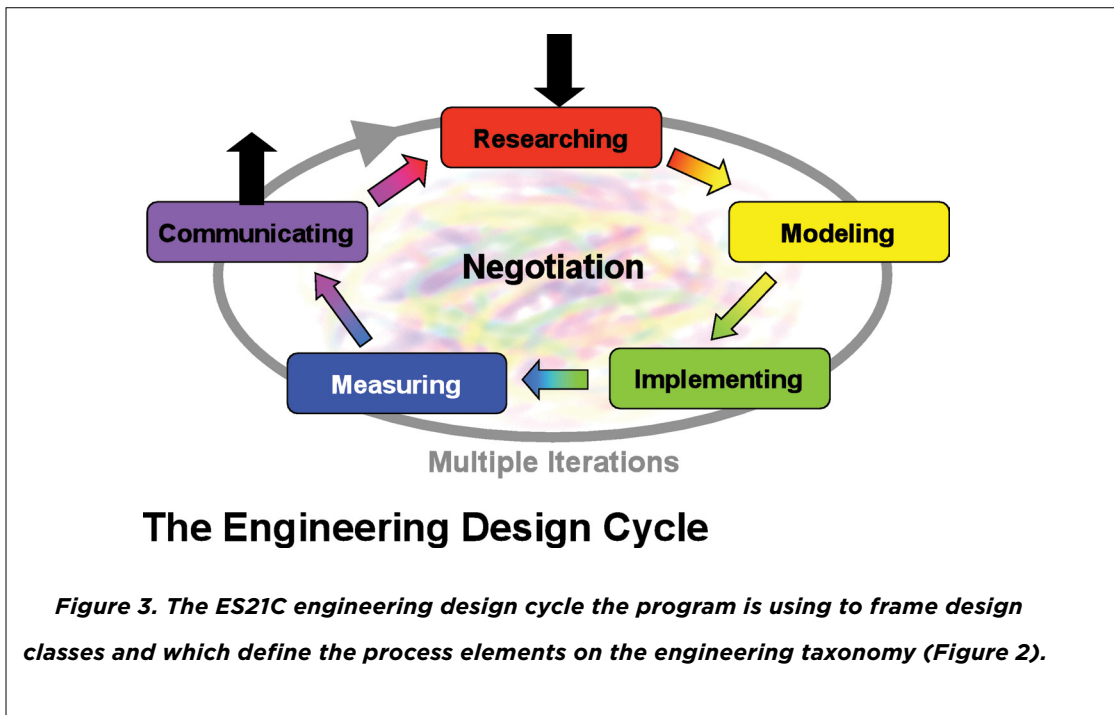 Researching
Communicating
Modeling
Negotiation
Measuring
Implementing
Multiple Iterations
The Engineering Design Cycle
Figure 3. The ES21C engineering design cycle the program is using to frame design
classes and which define the process elements on the engineering taxonomy (Figure 2).